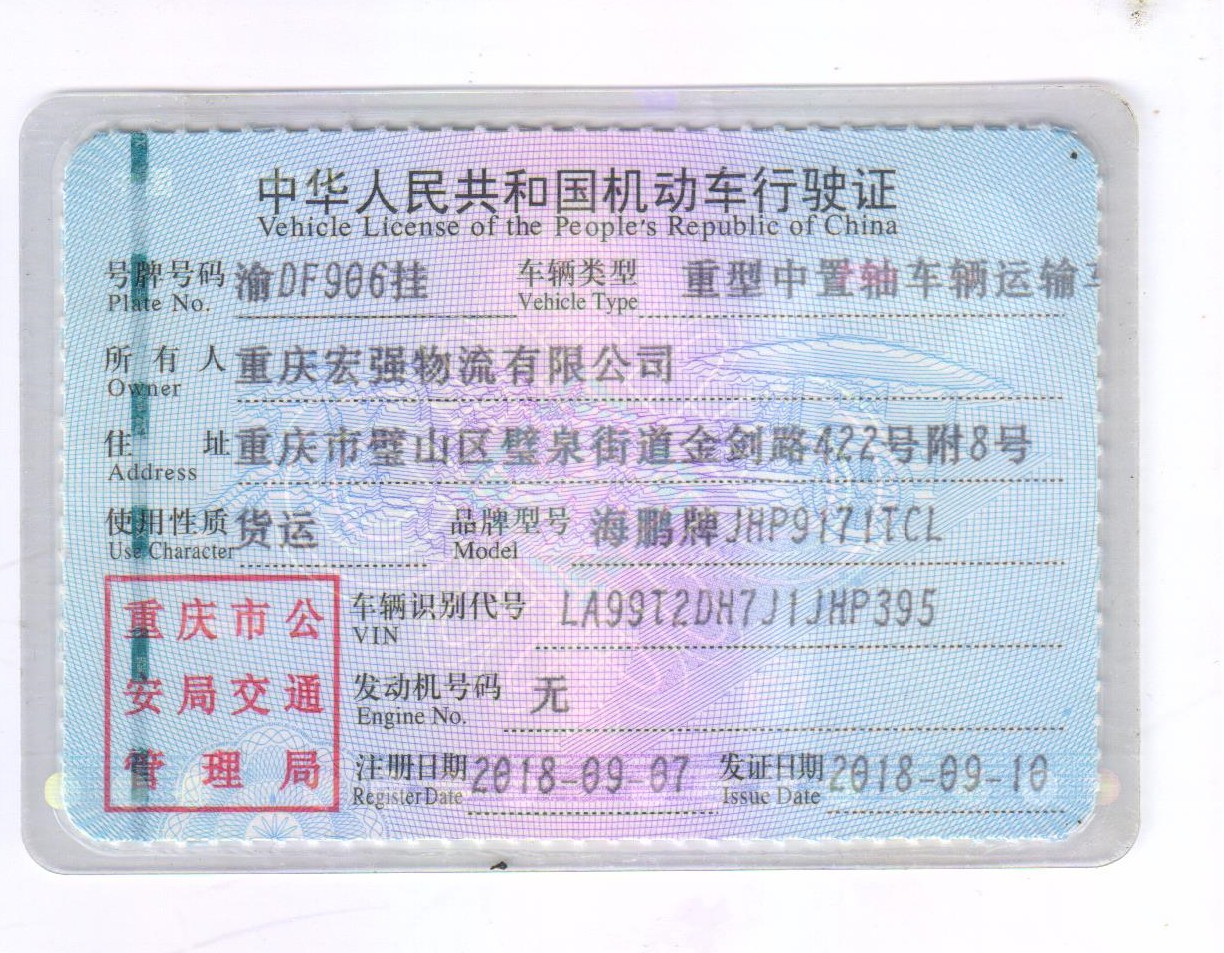 中华人民共和国机动车行驶证
Vehicle License of the People's Republic of China
号牌号码 渝DF906挂 车辆类型 重型中置轴车辆运输
Plate No. Vehicle Type
所有人 重庆宏强物流有限公司
Owner
住址 重庆市璧山区璧泉街道金剑路422号附8号
Address
使用性质 货运 品牌型号 海鹏牌JHP9171TCL
Use Character Model
车辆识别代号 LA99T2DH7J1JHP395
VIN
发动机号码 无
Engine No.
注册日期 2018-09-07 发证日期 2018-09-10
Register Date Issue Date
重庆市公
安局交通
管理局